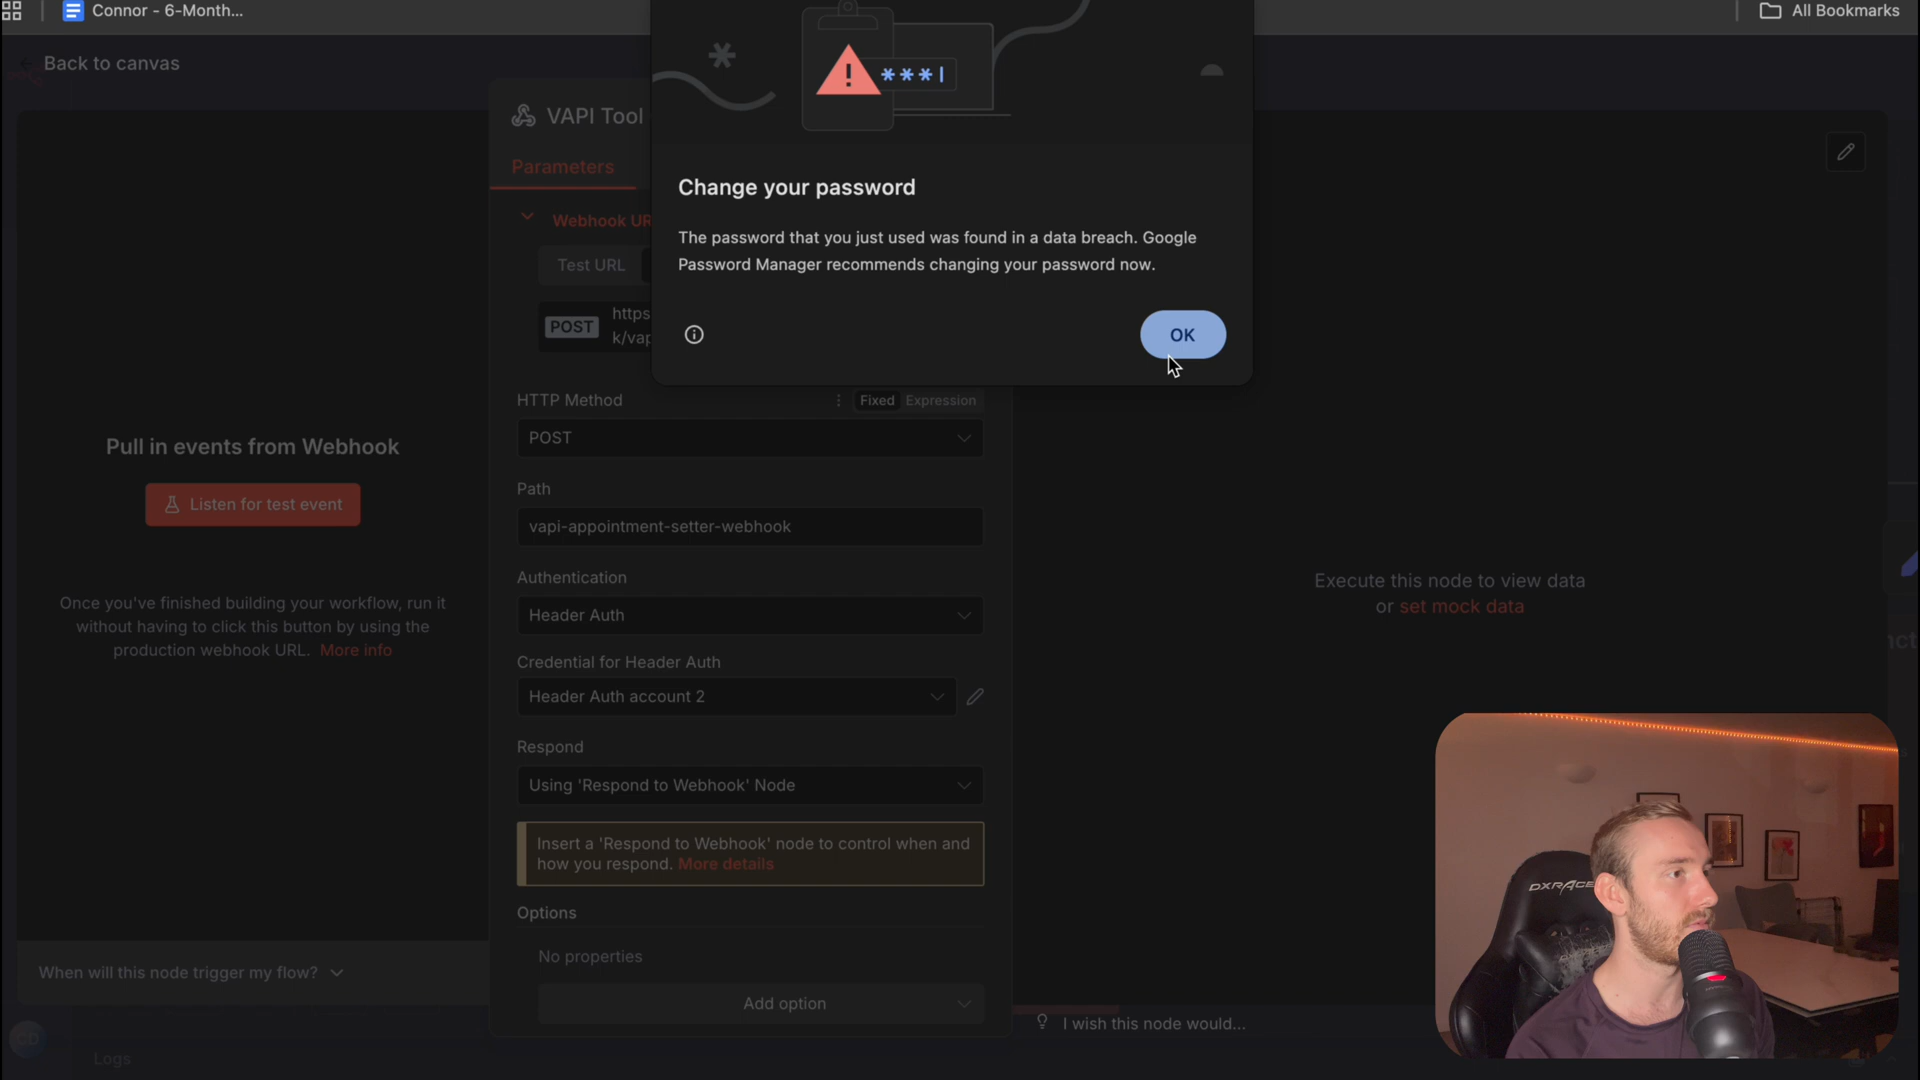 Connor - 6-Month...
All Bookmarks
Back to canvas
VAPI Tool
Parameters
Webhook UR
Test URL
POST
https
k/vap
***
Change your password
The password that you just used was found in a data breach. Google
Password Manager recommends changing your password now.
OK
HTTP Method
Fixed
Expression
POST
Path
vapi-appointment-setter-webhook
Authentication
Header Auth
Credential for Header Auth
Header Auth account 2
Respond
Using 'Respond to Webhook' Node
Insert a 'Respond to Webhook' node to control when and
how you respond. More details
Options
No properties
Add option
Pull in events from Webhook
Listen for test event
Once you've finished building your workflow, run it
without having to click this button by using the
production webhook URL. More info
When will this node trigger my flow?
Execute this node to view data
or set mock data
I wish this node would...
Logs
CD
nct
DXRACE